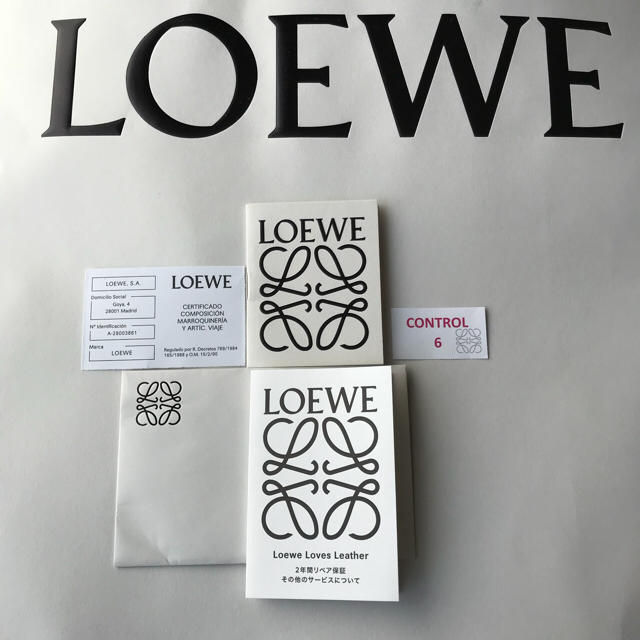 LOEWE
LOEWE
LOEWE, S.A.
Domicilio Social
Goya, 4
28001 Madrid
Nº Identificación
A-28003861
Marca
LOEWE
LOEWE
CERTIFICADO
COMPOSICIÓN
MARROQUINERÍA
Y ARTIC. VIAJE
Regulado por R. Decretos 769/1984
165/1988 y O.M. 15/2/90
CONTROL
6
LOEWE
Loewe Loves Leather
2年間リペア保証
その他のサービスについて